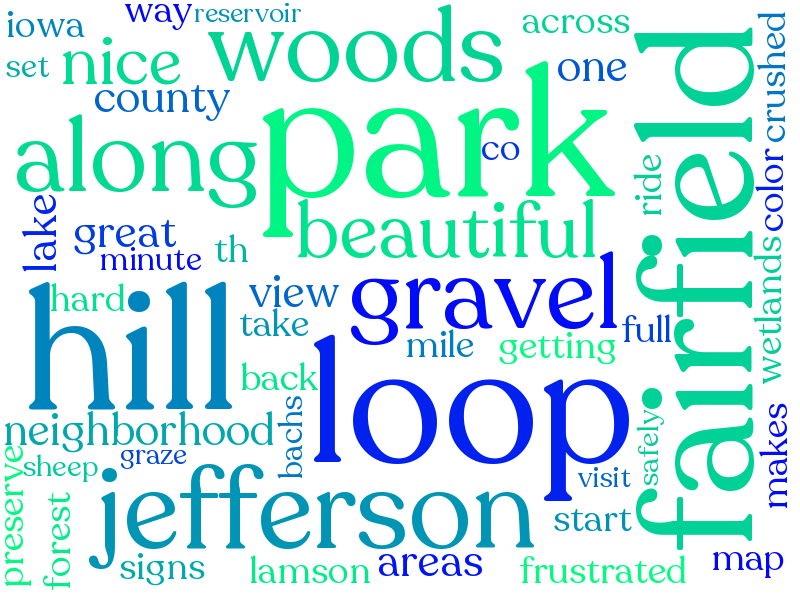 way
reservoir
iowa
woods
across
set
nice
one
county
park
fairfield
crushed
along
co
ride
color
lake
great
beautiful
minute
th
wetlands
hard
hill
view
gravel
take
mile
getting
full
back
loop
neighborhood
bachs
safely
makes
preserve
sheep
graze
visit
forest
jefferson
start
signs
lamson
areas
frustrated
map